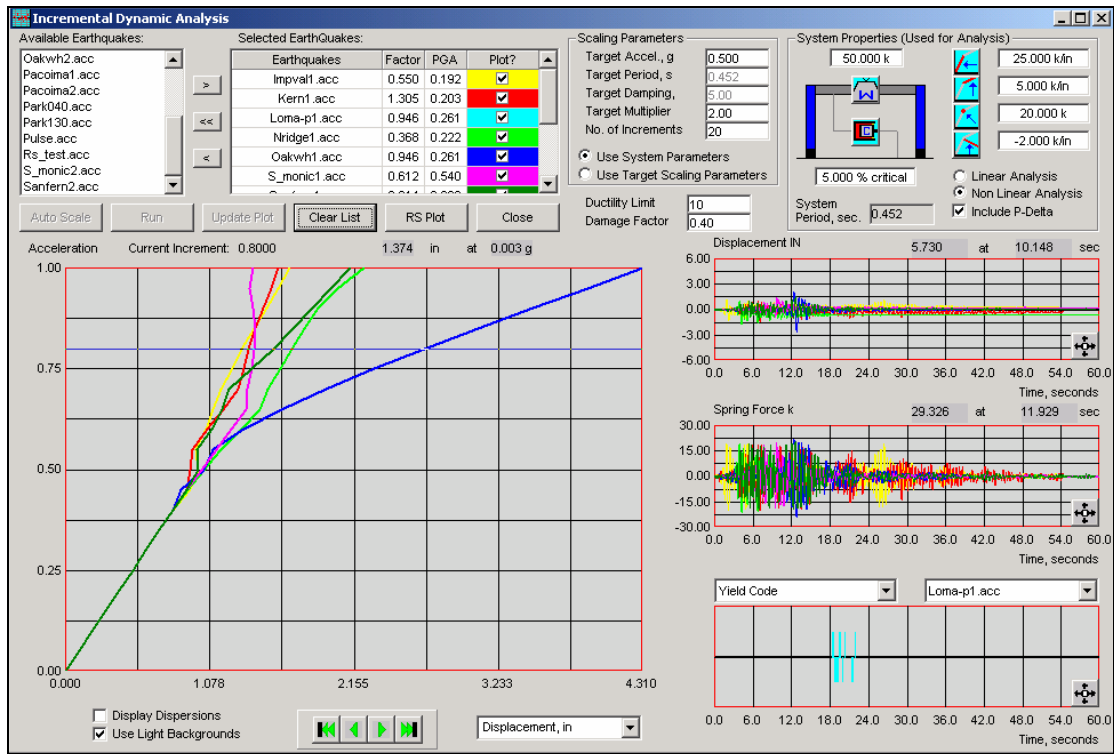 Incremental Dynamic Analysis
Available Earthquakes:
Oakwh2.acc
Pacoima1.acc
Pacoima2.acc
Park040.acc
Park130.acc
Pulse.acc
Rs_test.acc
S_monic2.acc
Sanfern2.acc
>
<<
<
Selected EarthQuakes:
Earthquakes Factor PGA Plot?
Impval1.acc 0.550 0.192
Kern1.acc 1.305 0.203
Loma-p1.acc 0.946 0.261
Nridge1.acc 0.368 0.222
Oakwh1.acc 0.946 0.261
S_monic1.acc 0.612 0.540
Scaling Parameters
Target Accel., g 0.500
Target Period, s 0.452
Target Damping, 5.00
Target Multiplier 2.00
No. of Increments 20
Use System Parameters
Use Target Scaling Parameters
Ductility Limit 10
Damage Factor 0.40
System Properties (Used for Analysis)
50.000 k
W
C
5.000 % critical
System
Period, sec. 0.452
25.000 k/in
5.000 k/in
20.000 k
-2.000 k/in
Linear Analysis
Non Linear Analysis
Include P-Delta
Auto Scale Run Update Plot Clear List RS Plot Close
Acceleration Current Increment: 0.8000 1.374 in at 0.003 g
1.00
0.75
0.50
0.25
0.00
0.000 1.078 2.155 3.233 4.310
Display Dispersions
Use Light Backgrounds
Displacement, in
Displacement IN 5.730 at 10.148 sec
6.00
3.00
0.00
-3.00
-6.00
0.0 6.0 12.0 18.0 24.0 30.0 36.0 42.0 48.0 54.0 60.0
Time, seconds
Spring Force k 29.326 at 11.929 sec
30.00
15.00
0.00
-15.00
-30.00
0.0 6.0 12.0 18.0 24.0 30.0 36.0 42.0 48.0 54.0 60.0
Time, seconds
Yield Code Loma-p1.acc
0.0 6.0 12.0 18.0 24.0 30.0 36.0 42.0 48.0 54.0 60.0
Time, seconds